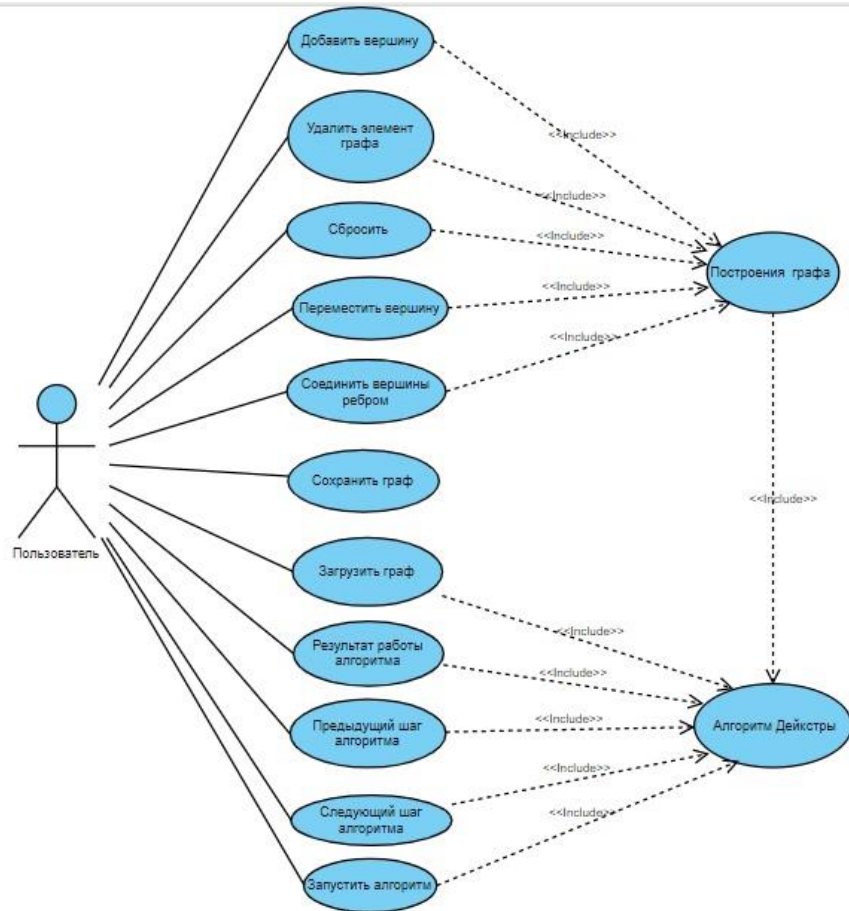 Добавить вершину
<<Include>>
Удалить элемент
графа
<<Include>>
Сбросить
<<Include>>
Построения графа
Переместить вершину
<<Include>>
Соединить вершины
ребром
<<Include>>
Сохранить граф
<<Include>>
Пользователь
Загрузить граф
<<Include>>
Результат работы
алгоритма
<<Include>>
Предыдущий шаг
алгоритма
<<Include>>
Алгоритм Дейкстры
Следующий шаг
алгоритма
<<Include>>
Запустить алгоритм
<<Include>>